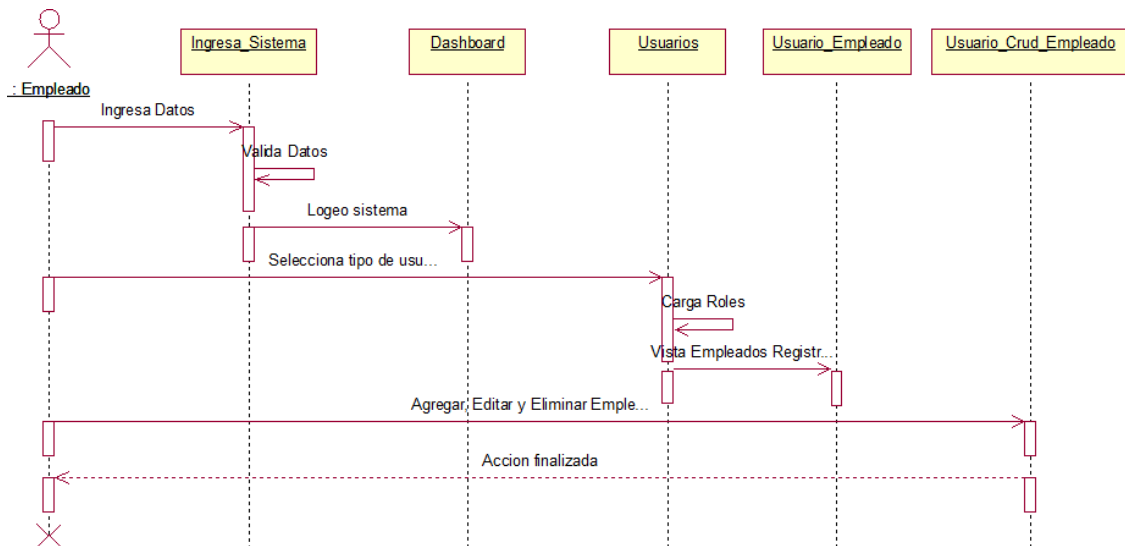 Ingresa_Sistema
Dashboard
Usuarios
Usuario_Empleado
Usuario_Crud_Empleado
: Empleado
Ingresa Datos
Valida Datos
Logeo sistema
Selecciona tipo de usu...
Carga Roles
Vista Empleados Registr...
Agregar, Editar y Eliminar Emple...
Accion finalizada